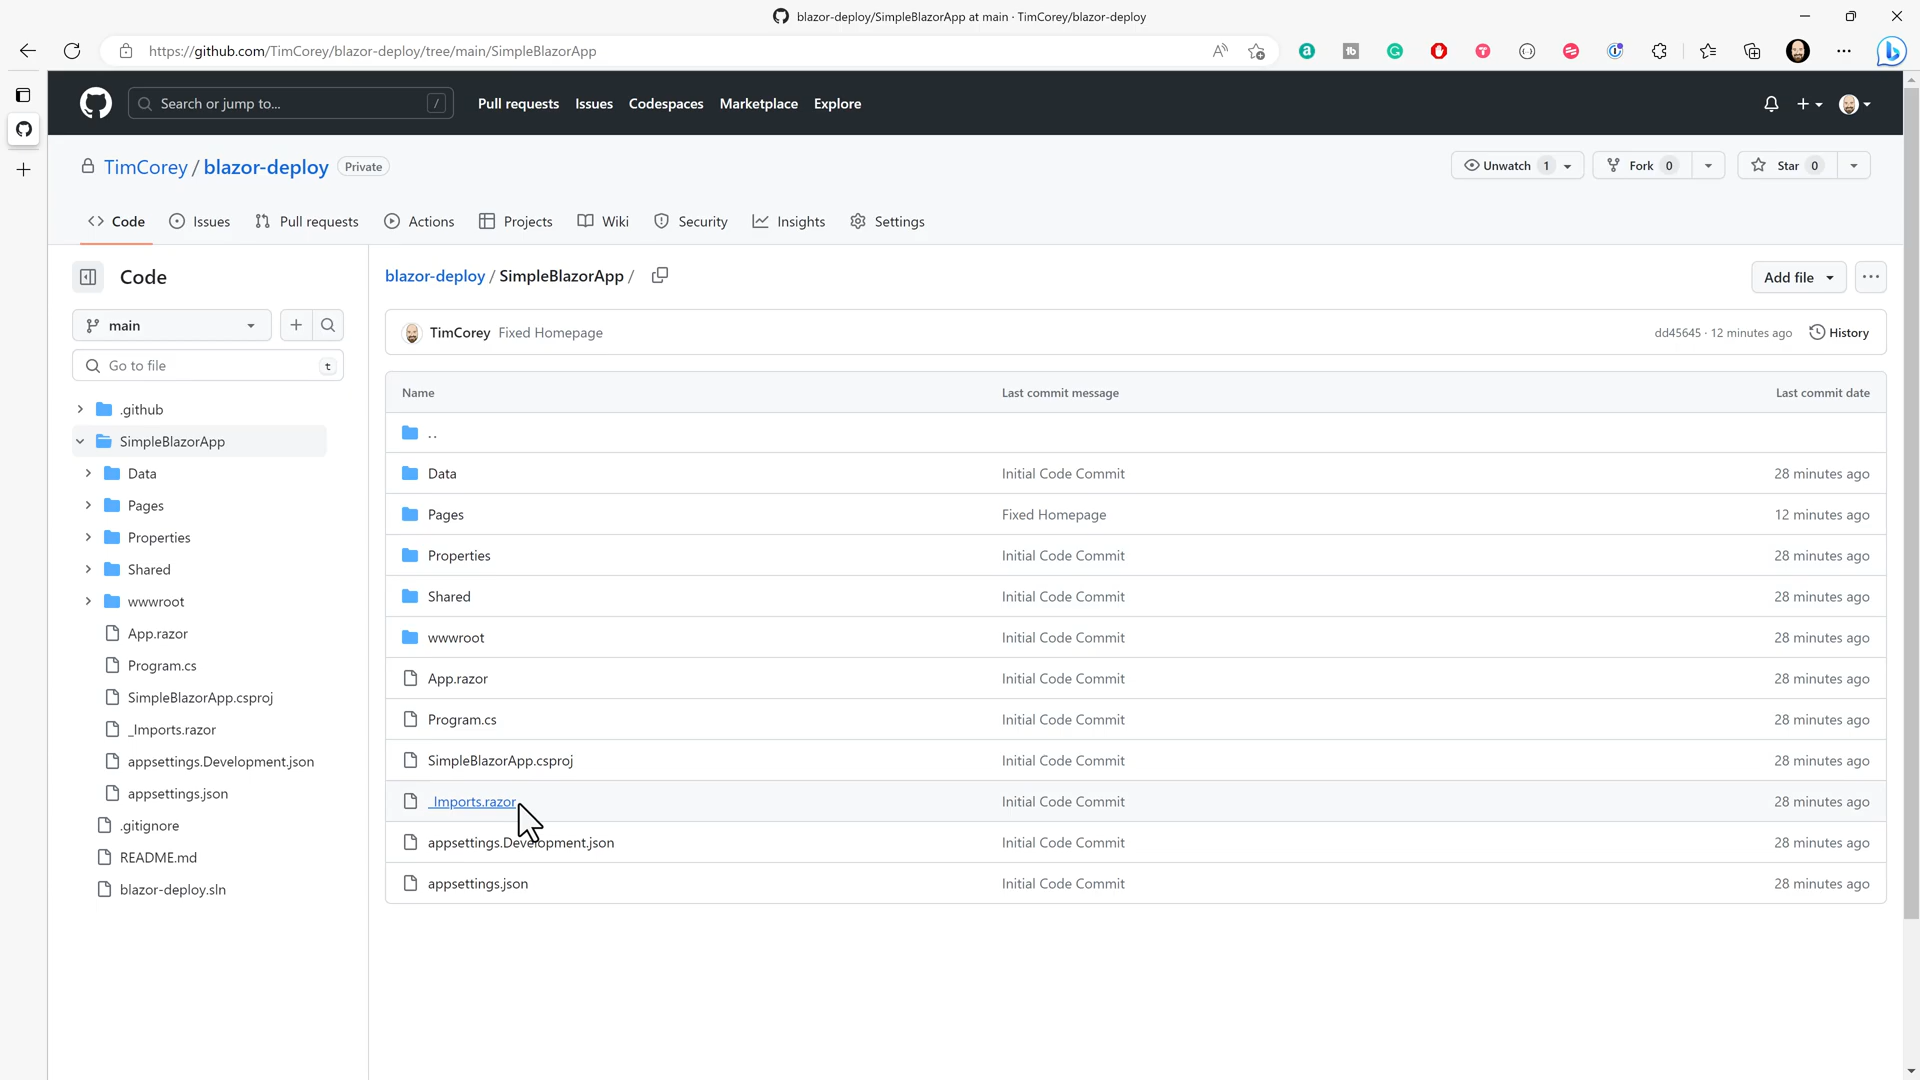 blazor-deploy/SimpleBlazorApp at main · TimCorey/blazor-deploy
https://github.com/TimCorey/blazor-deploy/tree/main/SimpleBlazorApp
Search or jump to... /
Pull requests Issues Codespaces Marketplace Explore
TimCorey / blazor-deploy Private
Unwatch 1 Fork 0 Star 0
Code Issues Pull requests Actions Projects Wiki Security Insights Settings
Code
main
Go to file t
.github
SimpleBlazorApp
Data
Pages
Properties
Shared
wwwroot
App.razor
Program.cs
SimpleBlazorApp.csproj
_Imports.razor
appsettings.Development.json
appsettings.json
.gitignore
README.md
blazor-deploy.sln
blazor-deploy / SimpleBlazorApp /
Add file
TimCorey Fixed Homepage dd45645 · 12 minutes ago History
Name Last commit message Last commit date
..
Data Initial Code Commit 28 minutes ago
Pages Fixed Homepage 12 minutes ago
Properties Initial Code Commit 28 minutes ago
Shared Initial Code Commit 28 minutes ago
wwwroot Initial Code Commit 28 minutes ago
App.razor Initial Code Commit 28 minutes ago
Program.cs Initial Code Commit 28 minutes ago
SimpleBlazorApp.csproj Initial Code Commit 28 minutes ago
_Imports.razor Initial Code Commit 28 minutes ago
appsettings.Development.json Initial Code Commit 28 minutes ago
appsettings.json Initial Code Commit 28 minutes ago